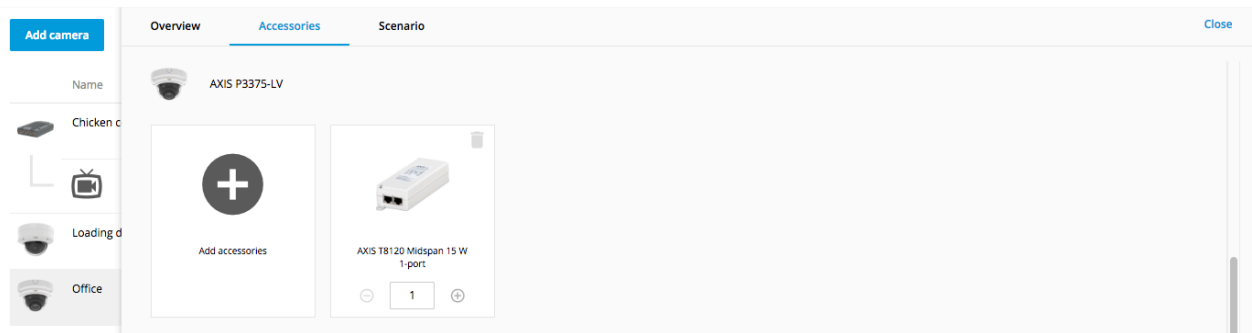 Add camera
Overview
Accessories
Scenario
Close
Name
AXIS P3375-LV
Chicken c
Loading d
Office
Add accessories
AXIS T8120 Midspan 15 W
1-port
1